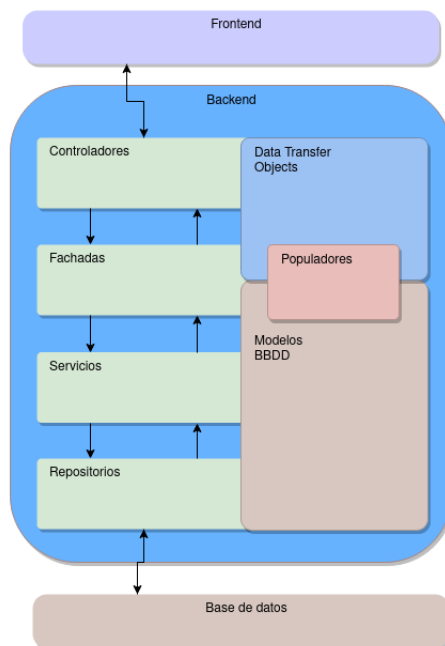 Frontend
Backend
Controladores
Data Transfer
Objects
Fachadas
Populadores
Modelos
BBDD
Servicios
Repositorios
Base de datos